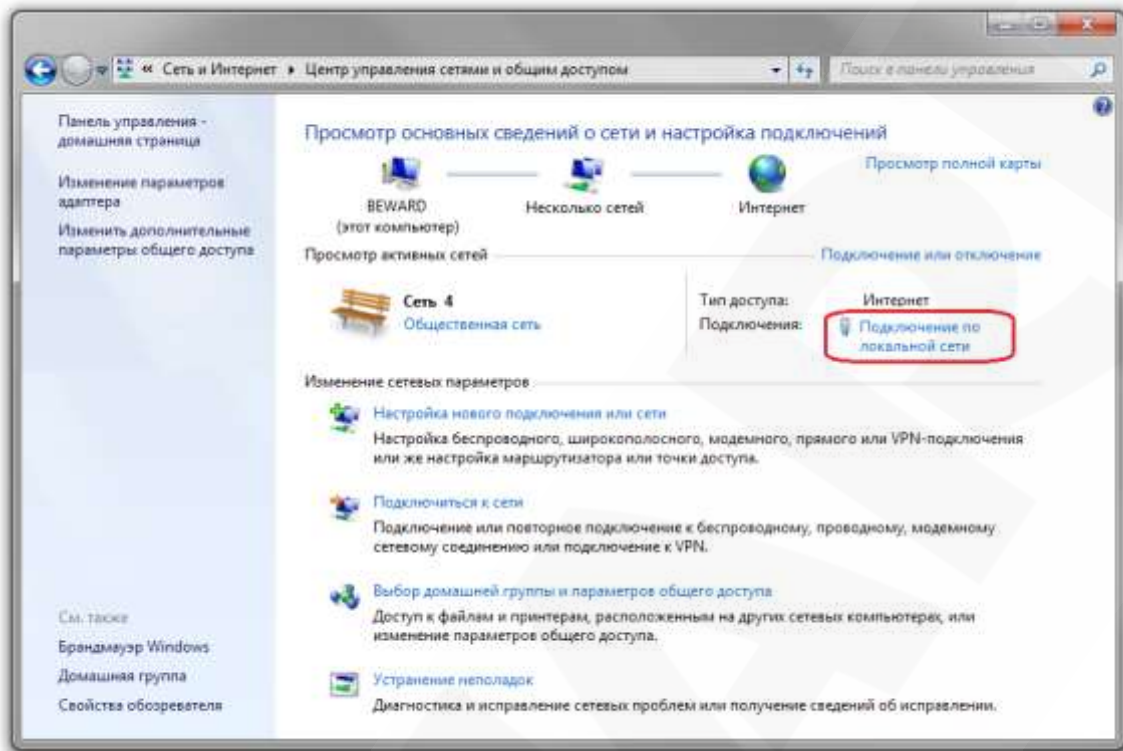 « Сеть и Интернет ▸ Центр управления сетями и общим доступом
Поиск в панели управления
Панель управления -
домашняя страница
Изменение параметров
адаптера
Изменить дополнительные
параметры общего доступа
Просмотр основных сведений о сети и настройка подключений
Просмотр полной карты
BEWARD
(этот компьютер)
Несколько сетей
Интернет
Просмотр активных сетей
Подключение или отключение
Сеть 4
Общественная сеть
Тип доступа: Интернет
Подключения: Подключение по
локальной сети
Изменение сетевых параметров
Настройка нового подключения или сети
Настройка беспроводного, широкополосного, модемного, прямого или VPN-подключения
или же настройка маршрутизатора или точки доступа.
Подключиться к сети
Подключение или повторное подключение к беспроводному, проводному, модемному
сетевому соединению или подключение к VPN.
Выбор домашней группы и параметров общего доступа
Доступ к файлам и принтерам, расположенным на других сетевых компьютерах, или
изменение параметров общего доступа.
Устранение неполадок
Диагностика и исправление сетевых проблем или получение сведений об исправлении.
См. также
Брандмауэр Windows
Домашняя группа
Свойства обозревателя